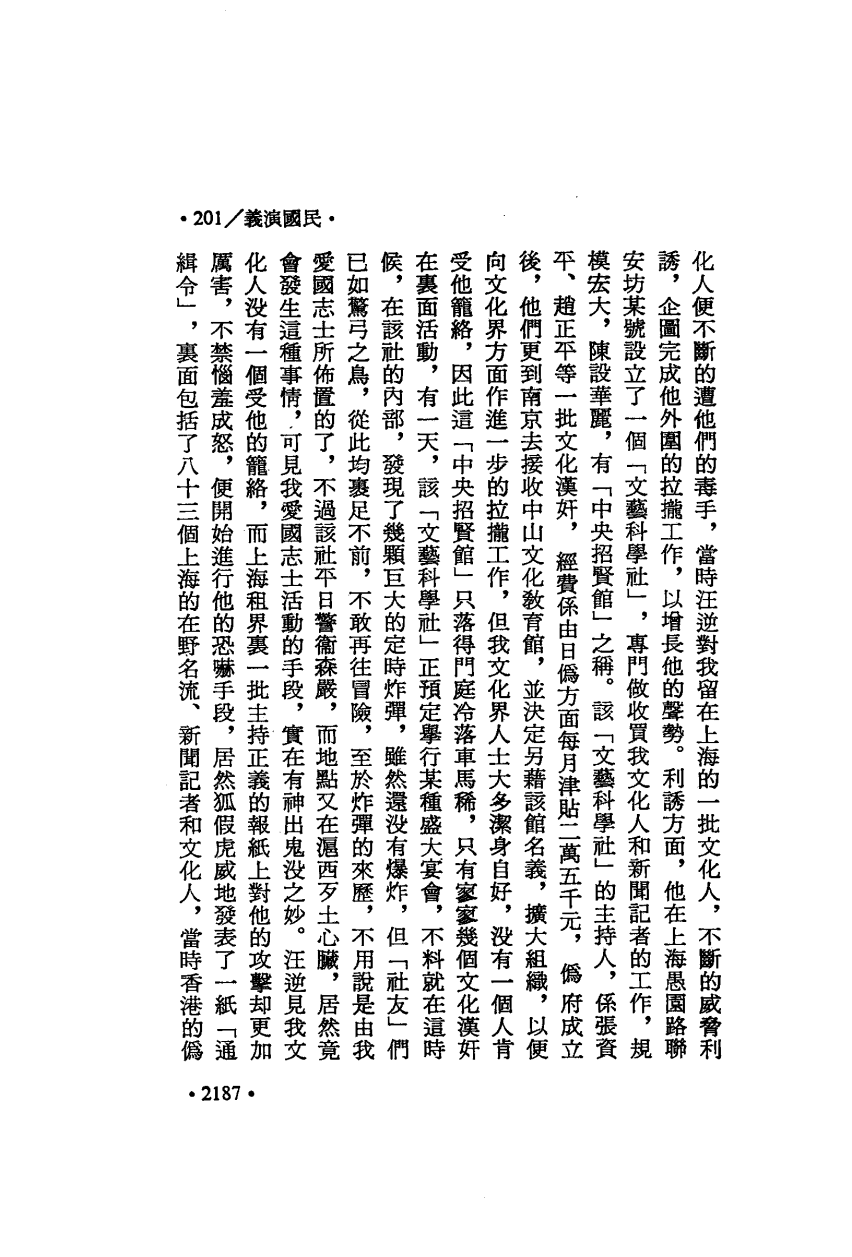 •201／義演國民•
化人便不斷的遭他們的毒手，當時汪逆對我留在上海的一批文化人，不斷的威脅利
誘，企圖完成他外圍的拉攏工作，以增長他的聲勢。利誘方面，他在上海愚園路聯
安坊某號設立了一個「文藝科學社」，專門做收買我文化人和新聞記者的工作，規
模宏大，陳設華麗，有「中央招賢館」之稱。該「文藝科學社」的主持人，係張資
平、趙正平等一批文化漢奸，經費係由日僞方面每月津貼二萬五千元，僞府成立
後，他們更到南京去接收中山文化教育館，並決定另藉該館名義，擴大組織，以便
向文化界方面作進一步的拉攏工作，但我文化界人士大多潔身自好，没有一個人肯
受他籠絡，因此這「中央招賢館」只落得門庭冷落車馬稀，只有寥寥幾個文化漢奸
在裏面活動，有一天，該「文藝科學社」正預定舉行某種盛大宴會，不料就在這時
候，在該社的內部，發現了幾顆巨大的定時炸彈，雖然還没有爆炸，但「社友」們
已如驚弓之鳥，從此均裹足不前，不敢再往冒險，至於炸彈的來歷，不用說是由我
愛國志士所佈置的了，不過該社平日警衞森嚴，而地點又在滬西歹土心臟，居然竟
會發生這種事情，可見我愛國志士活動的手段，實在有神出鬼没之妙。汪逆見我文
化人没有一個受他的籠絡，而上海租界裏一批主持正義的報紙上對他的攻擊却更加
厲害，不禁惱羞成怒，便開始進行他的恐嚇手段，居然狐假虎威地發表了一紙「通
緝令」，裏面包括了八十三個上海的在野名流、新聞記者和文化人，當時香港的僞
•2187•